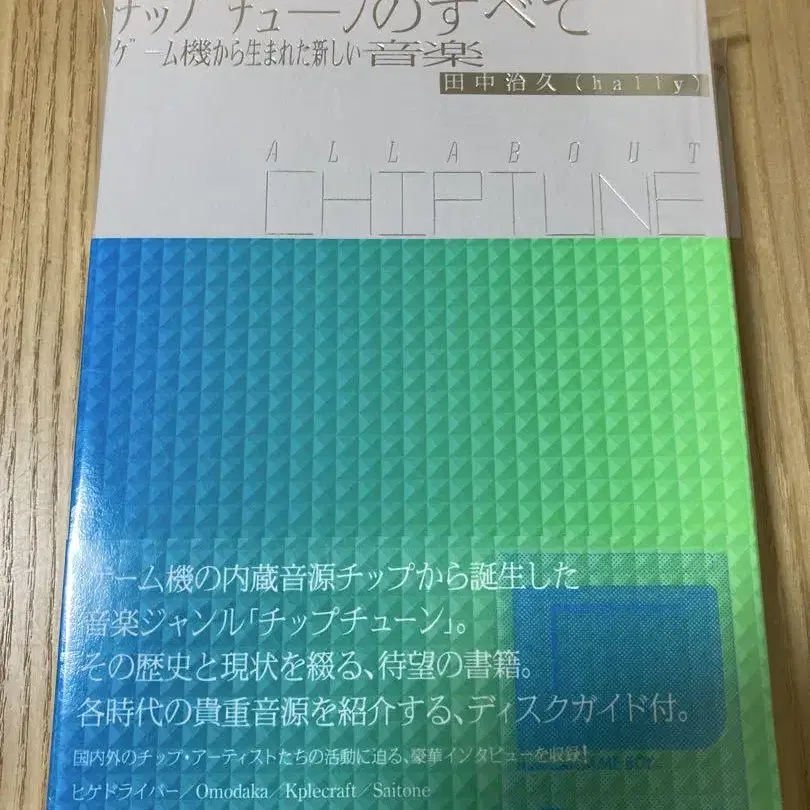 チップチューンのすべて
ゲーム機から生まれた新しい音楽
田中治久(hally)
ALL ABOUT
CHIPTUNE
ゲーム機の内蔵音源チップから誕生した
音楽ジャンル「チップチューン」。
その歴史と現状を綴る、待望の書籍。
各時代の貴重音源を紹介する、ディスクガイド付。
国内外のチップ・アーティストたちの活動に迫る、豪華インタビューを収録!
ヒゲドライバー/Omodaka/Kplecraft/Saitone
GAME BOY